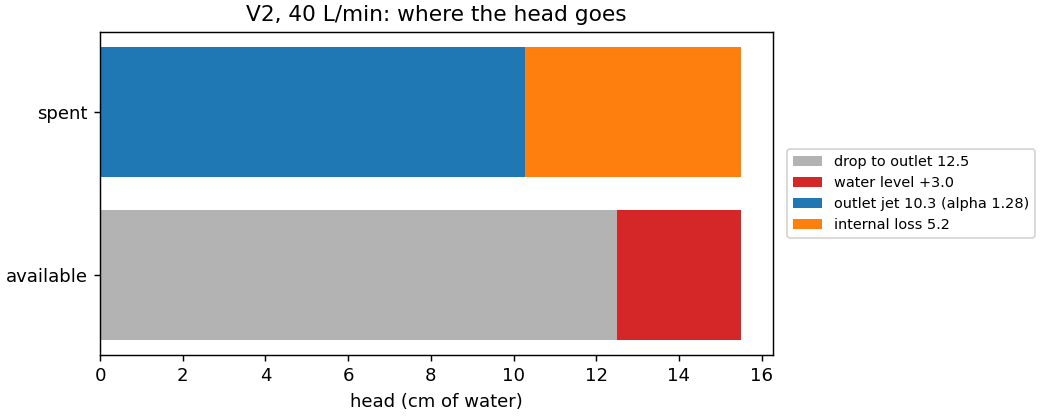 V2, 40 L/min: where the head goes
spent
available
0 2 4 6 8 10 12 14 16
head (cm of water)
drop to outlet 12.5
water level +3.0
outlet jet 10.3 (alpha 1.28)
internal loss 5.2